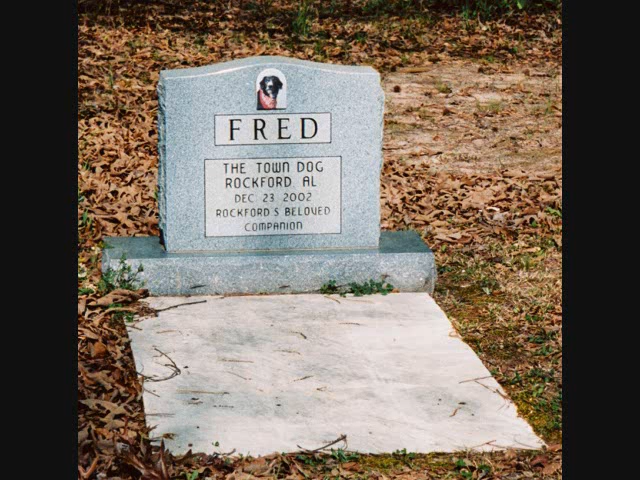 FRED
THE TOWN DOG
ROCKFORD AL
DEC 23 2002
ROCKFORD S BELOVED
COMPANION